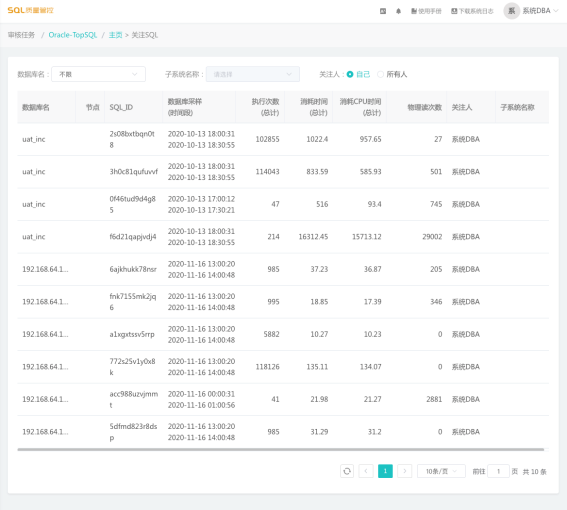 SQL质量管控
使用手册 下载系统日志 系 系统DBA
审核任务 / Oracle-TopSQL / 主页 > 关注SQL
数据库名： 不限 子系统名称： 请选择 关注人： 自己 所有人
数据库名 节点 SQL_ID 数据库采样(时间段) 执行次数(总计) 消耗时间(总计) 消耗CPU时间(总计) 物理读次数 关注人 子系统名称
uat_inc 2s08bxtbqn0t8 2020-10-13 18:00:31 2020-10-13 18:30:55 102855 1022.4 957.65 27 系统DBA
uat_inc 3h0c81qufuvvf 2020-10-13 18:00:31 2020-10-13 18:30:55 114043 833.59 585.93 501 系统DBA
uat_inc 0f46tud9d4g85 2020-10-13 17:00:12 2020-10-13 17:30:21 47 516 93.4 745 系统DBA
uat_inc f6d21qapjvdj4 2020-10-13 18:00:31 2020-10-13 18:30:55 214 16312.45 15713.12 29002 系统DBA
192.168.64.1... 6ajkhukk78nsr 2020-11-16 13:00:20 2020-11-16 14:00:48 985 37.23 36.87 205 系统DBA
192.168.64.1... fnk7155mk2jq6 2020-11-16 13:00:20 2020-11-16 14:00:48 995 18.85 17.39 346 系统DBA
192.168.64.1... a1xgxtssv5rrp 2020-11-16 13:00:20 2020-11-16 14:00:48 5882 10.27 10.23 0 系统DBA
192.168.64.1... 772s25v1y0x8k 2020-11-16 13:00:20 2020-11-16 14:00:48 118126 135.11 134.07 0 系统DBA
192.168.64.1... acc988uzvjmmt 2020-11-16 00:00:31 2020-11-16 01:00:56 41 21.98 21.27 2881 系统DBA
192.168.64.1... 5dfmd823r8dsp 2020-11-16 13:00:20 2020-11-16 14:00:48 985 31.29 31.2 0 系统DBA
1 10条/页 前往 1 页 共 10 条